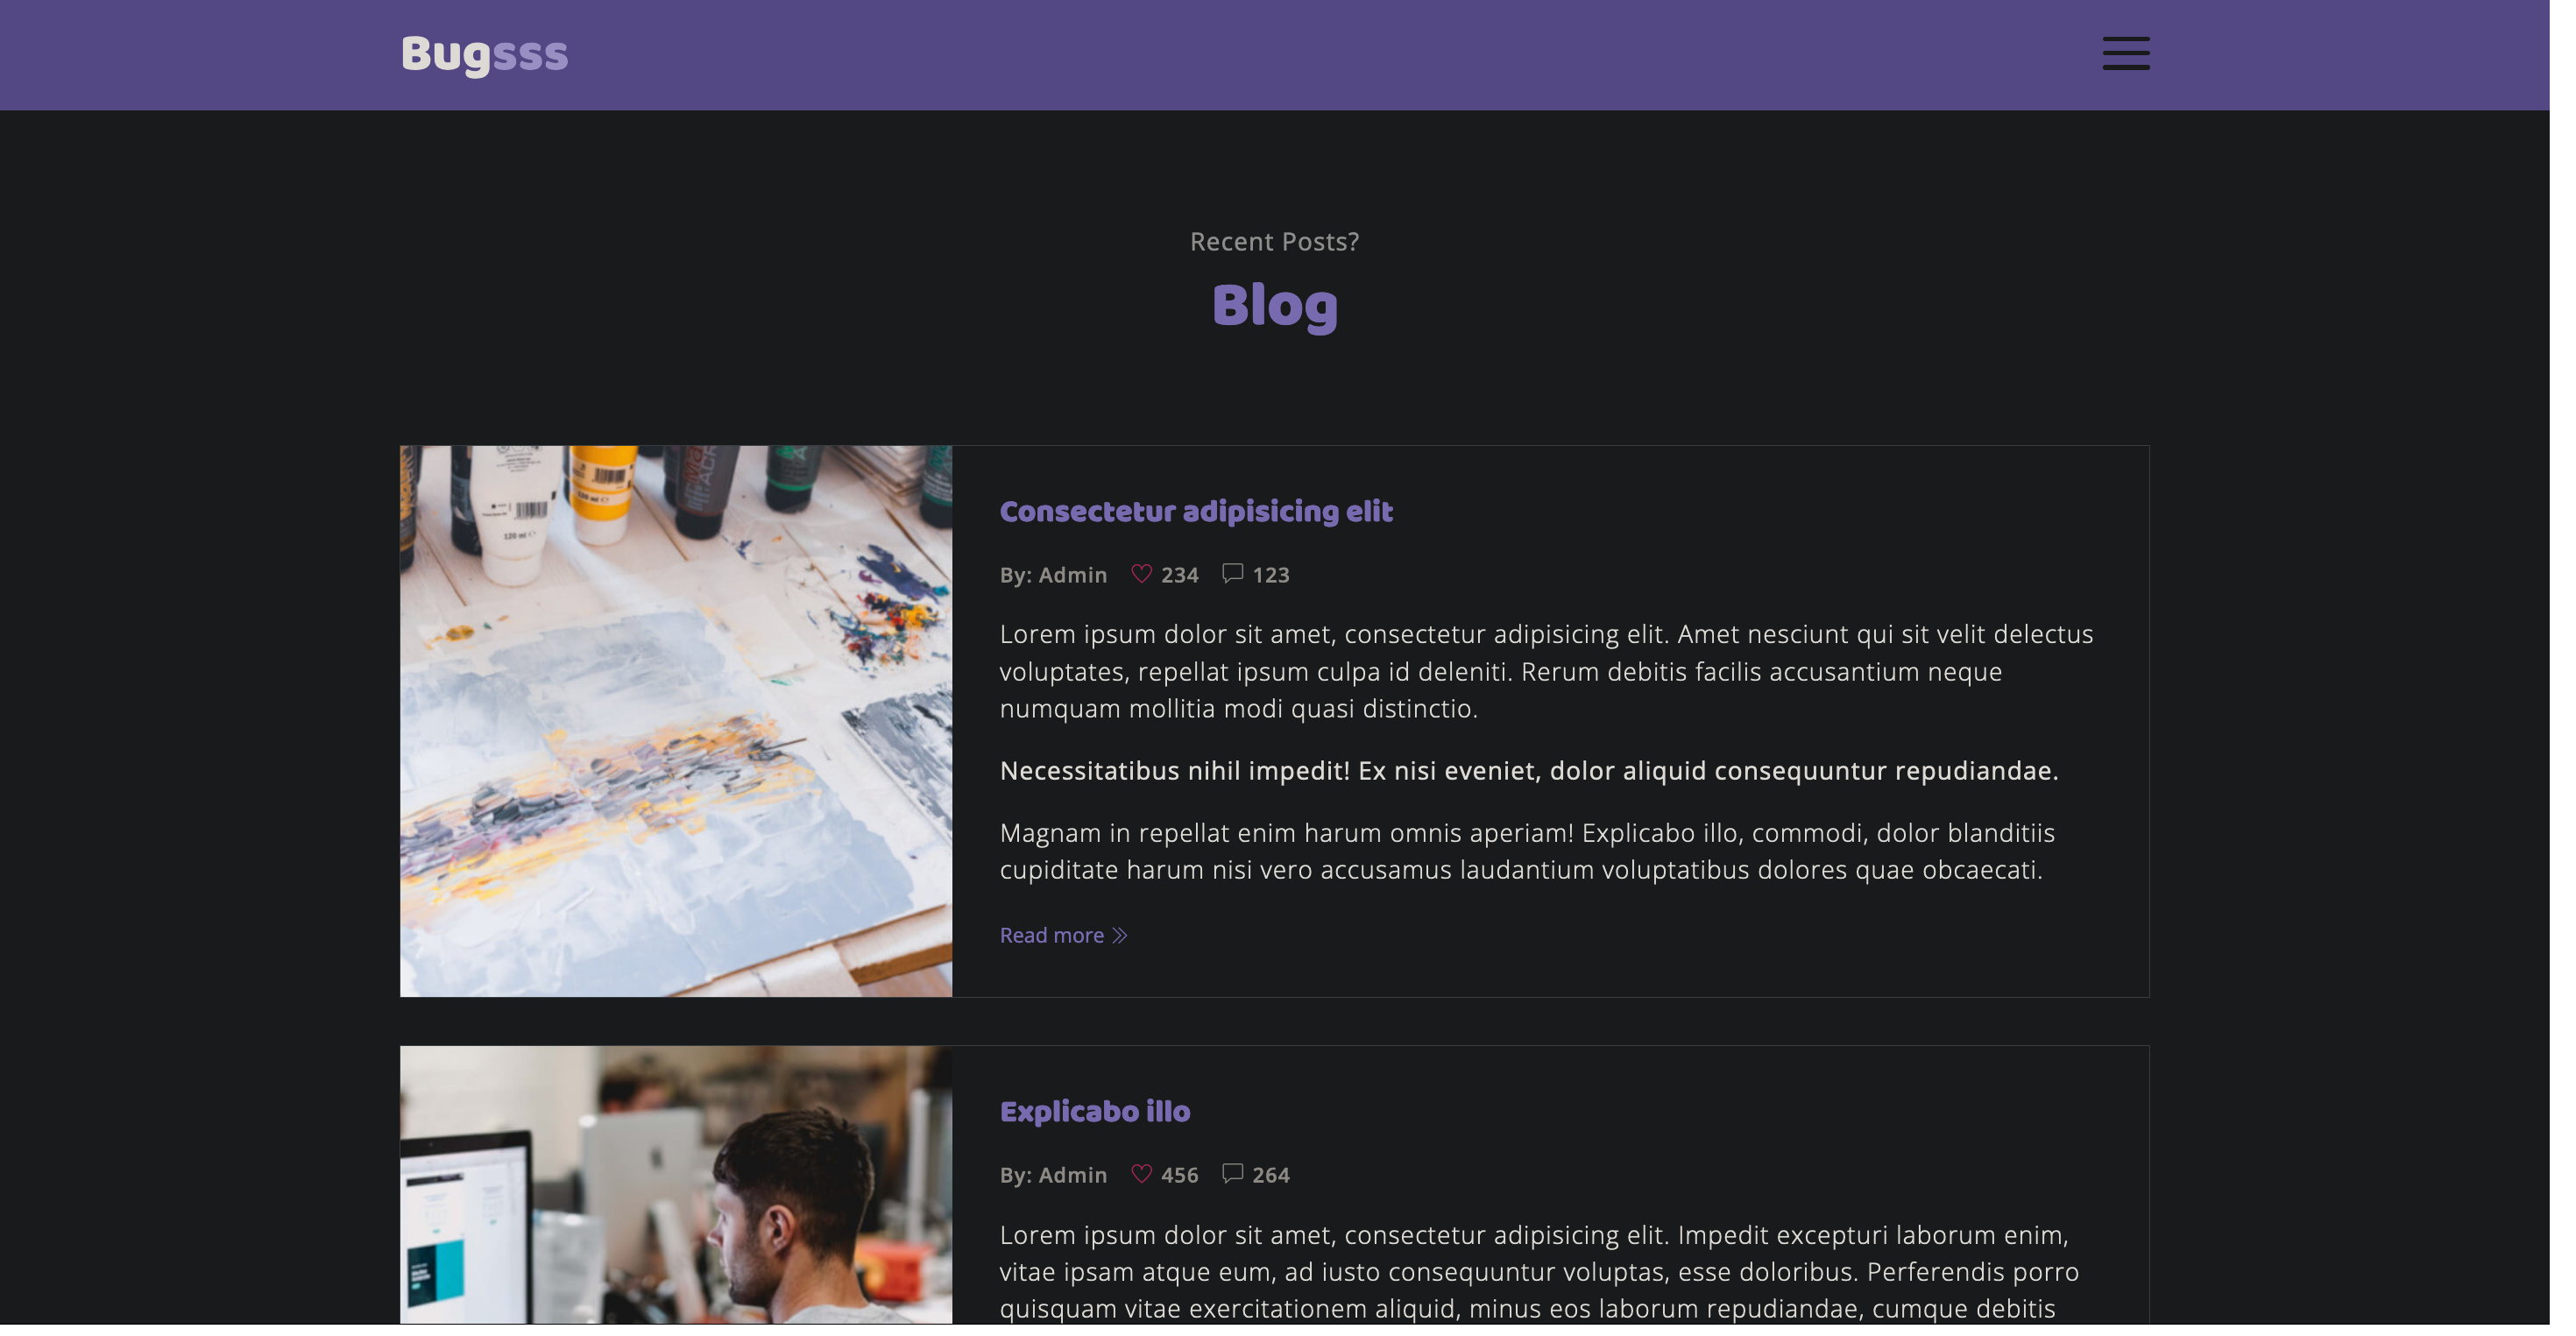 Bugsss
Recent Posts?
Blog
120 ml
120 ml
Consectetur adipisicing elit
By: Admin 234 123
Lorem ipsum dolor sit amet, consectetur adipisicing elit. Amet nesciunt qui sit velit delectus
voluptates, repellat ipsum culpa id deleniti. Rerum debitis facilis accusantium neque
numquam mollitia modi quasi distinctio.
Necessitatibus nihil impedit! Ex nisi eveniet, dolor aliquid consequuntur repudiandae.
Magnam in repellat enim harum omnis aperiam! Explicabo illo, commodi, dolor blanditiis
cupiditate harum nisi vero accusamus laudantium voluptatibus dolores quae obcaecati.
Read more
Explicabo illo
By: Admin 456 264
Lorem ipsum dolor sit amet, consectetur adipisicing elit. Impedit excepturi laborum enim,
vitae ipsam atque eum, ad iusto consequuntur voluptas, esse doloribus. Perferendis porro
quisquam vitae exercitationem aliquid, minus eos laborum repudiandae, cumque debitis